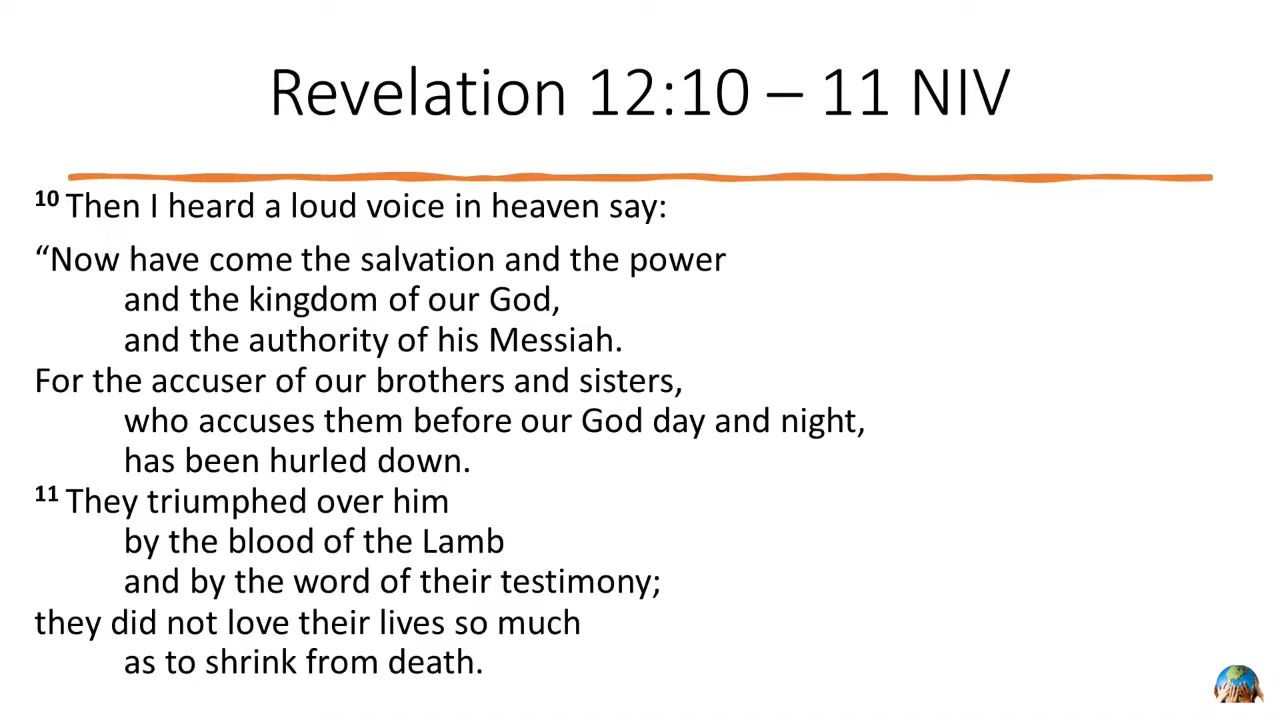 Revelation 12:10 – 11 NIV
10 Then I heard a loud voice in heaven say:
“Now have come the salvation and the power
and the kingdom of our God,
and the authority of his Messiah.
For the accuser of our brothers and sisters,
who accuses them before our God day and night,
has been hurled down.
11 They triumphed over him
by the blood of the Lamb
and by the word of their testimony;
they did not love their lives so much
as to shrink from death.